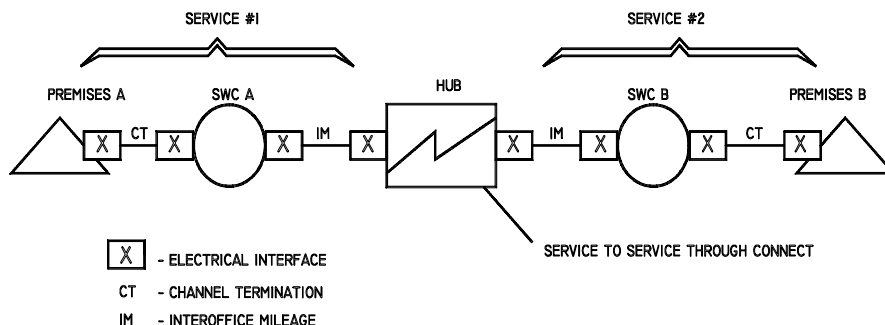 SERVICE #1 SERVICE #2
HUB
PREMISES A SWC A SWC B PREMISES B
X CT X X IM X X IM X X CT X
SERVICE TO SERVICE THROUGH CONNECT
X - ELECTRICAL INTERFACE
CT - CHANNEL TERMINATION
IM - INTEROFFICE MILEAGE